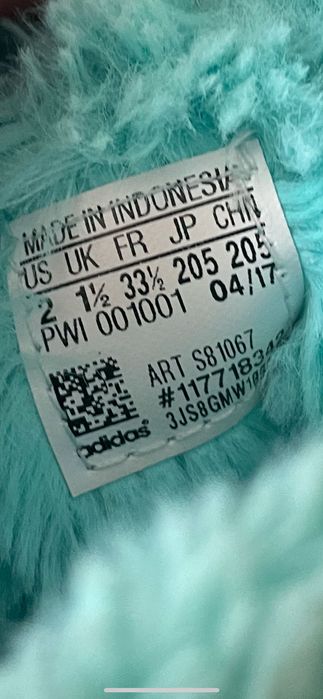 MADE IN INDONESIA
US UK FR JP CHN
2 1½ 33½ 205 205
PWI 001001 04/17
ART S81067
adidas